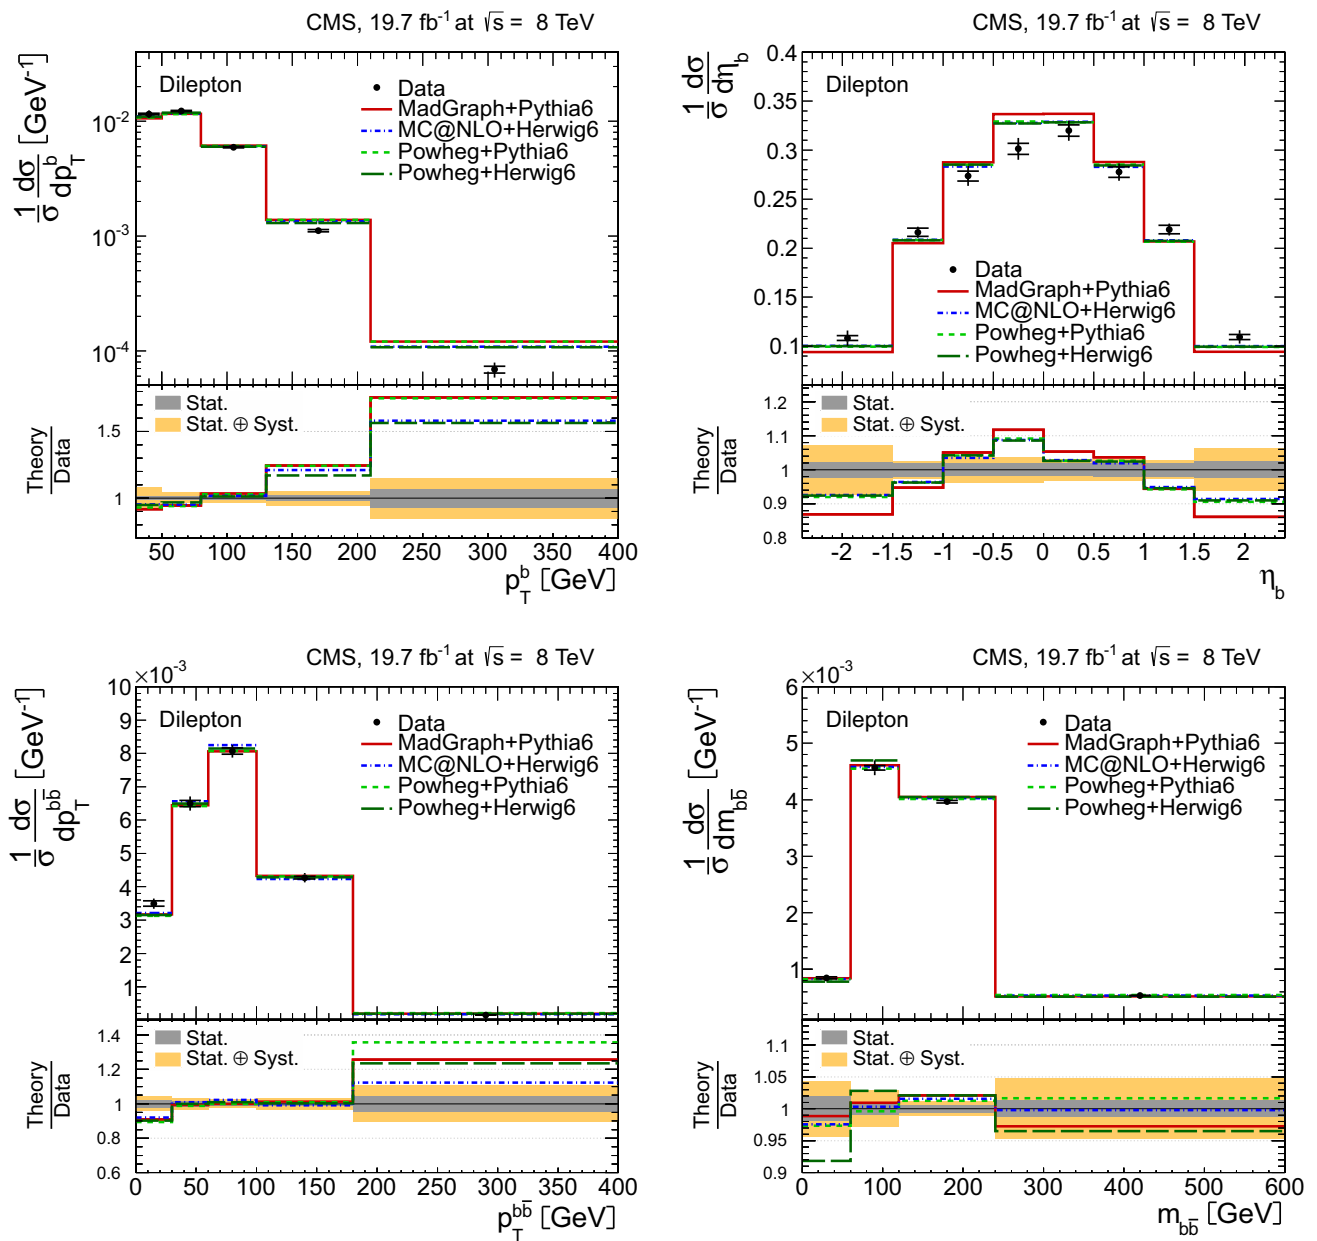 CMS, 19.7 fb⁻¹ at √s = 8 TeV
1/σ dσ/dp_T^b [GeV⁻¹]
Dilepton
Data
MadGraph+Pythia6
MC@NLO+Herwig6
Powheg+Pythia6
Powheg+Herwig6
10⁻²
10⁻³
10⁻⁴
Theory/Data
Stat.
Stat. ⊕ Syst.
1.5
1
50 100 150 200 250 300 350 400
p_T^b [GeV]
CMS, 19.7 fb⁻¹ at √s = 8 TeV
1/σ dσ/dη_b
0.4
0.35
0.3
0.25
0.2
0.15
0.1
Dilepton
Data
MadGraph+Pythia6
MC@NLO+Herwig6
Powheg+Pythia6
Powheg+Herwig6
Theory/Data
Stat.
Stat. ⊕ Syst.
1.2
1.1
1
0.9
0.8
-2 -1.5 -1 -0.5 0 0.5 1 1.5 2
η_b
CMS, 19.7 fb⁻¹ at √s = 8 TeV
×10⁻³
1/σ dσ/dp_T^bb̄ [GeV⁻¹]
10
9
8
7
6
5
4
3
2
1
Dilepton
Data
MadGraph+Pythia6
MC@NLO+Herwig6
Powheg+Pythia6
Powheg+Herwig6
Theory/Data
Stat.
Stat. ⊕ Syst.
1.4
1.2
1.0
0.8
0.6
0 50 100 150 200 250 300 350 400
p_T^bb̄ [GeV]
CMS, 19.7 fb⁻¹ at √s = 8 TeV
×10⁻³
1/σ dσ/dm_bb̄ [GeV⁻¹]
6
5
4
3
2
1
Dilepton
Data
MadGraph+Pythia6
MC@NLO+Herwig6
Powheg+Pythia6
Powheg+Herwig6
Theory/Data
Stat.
Stat. ⊕ Syst.
1.1
1.05
1.00
0.95
0.9
0 100 200 300 400 500 600
m_bb̄ [GeV]